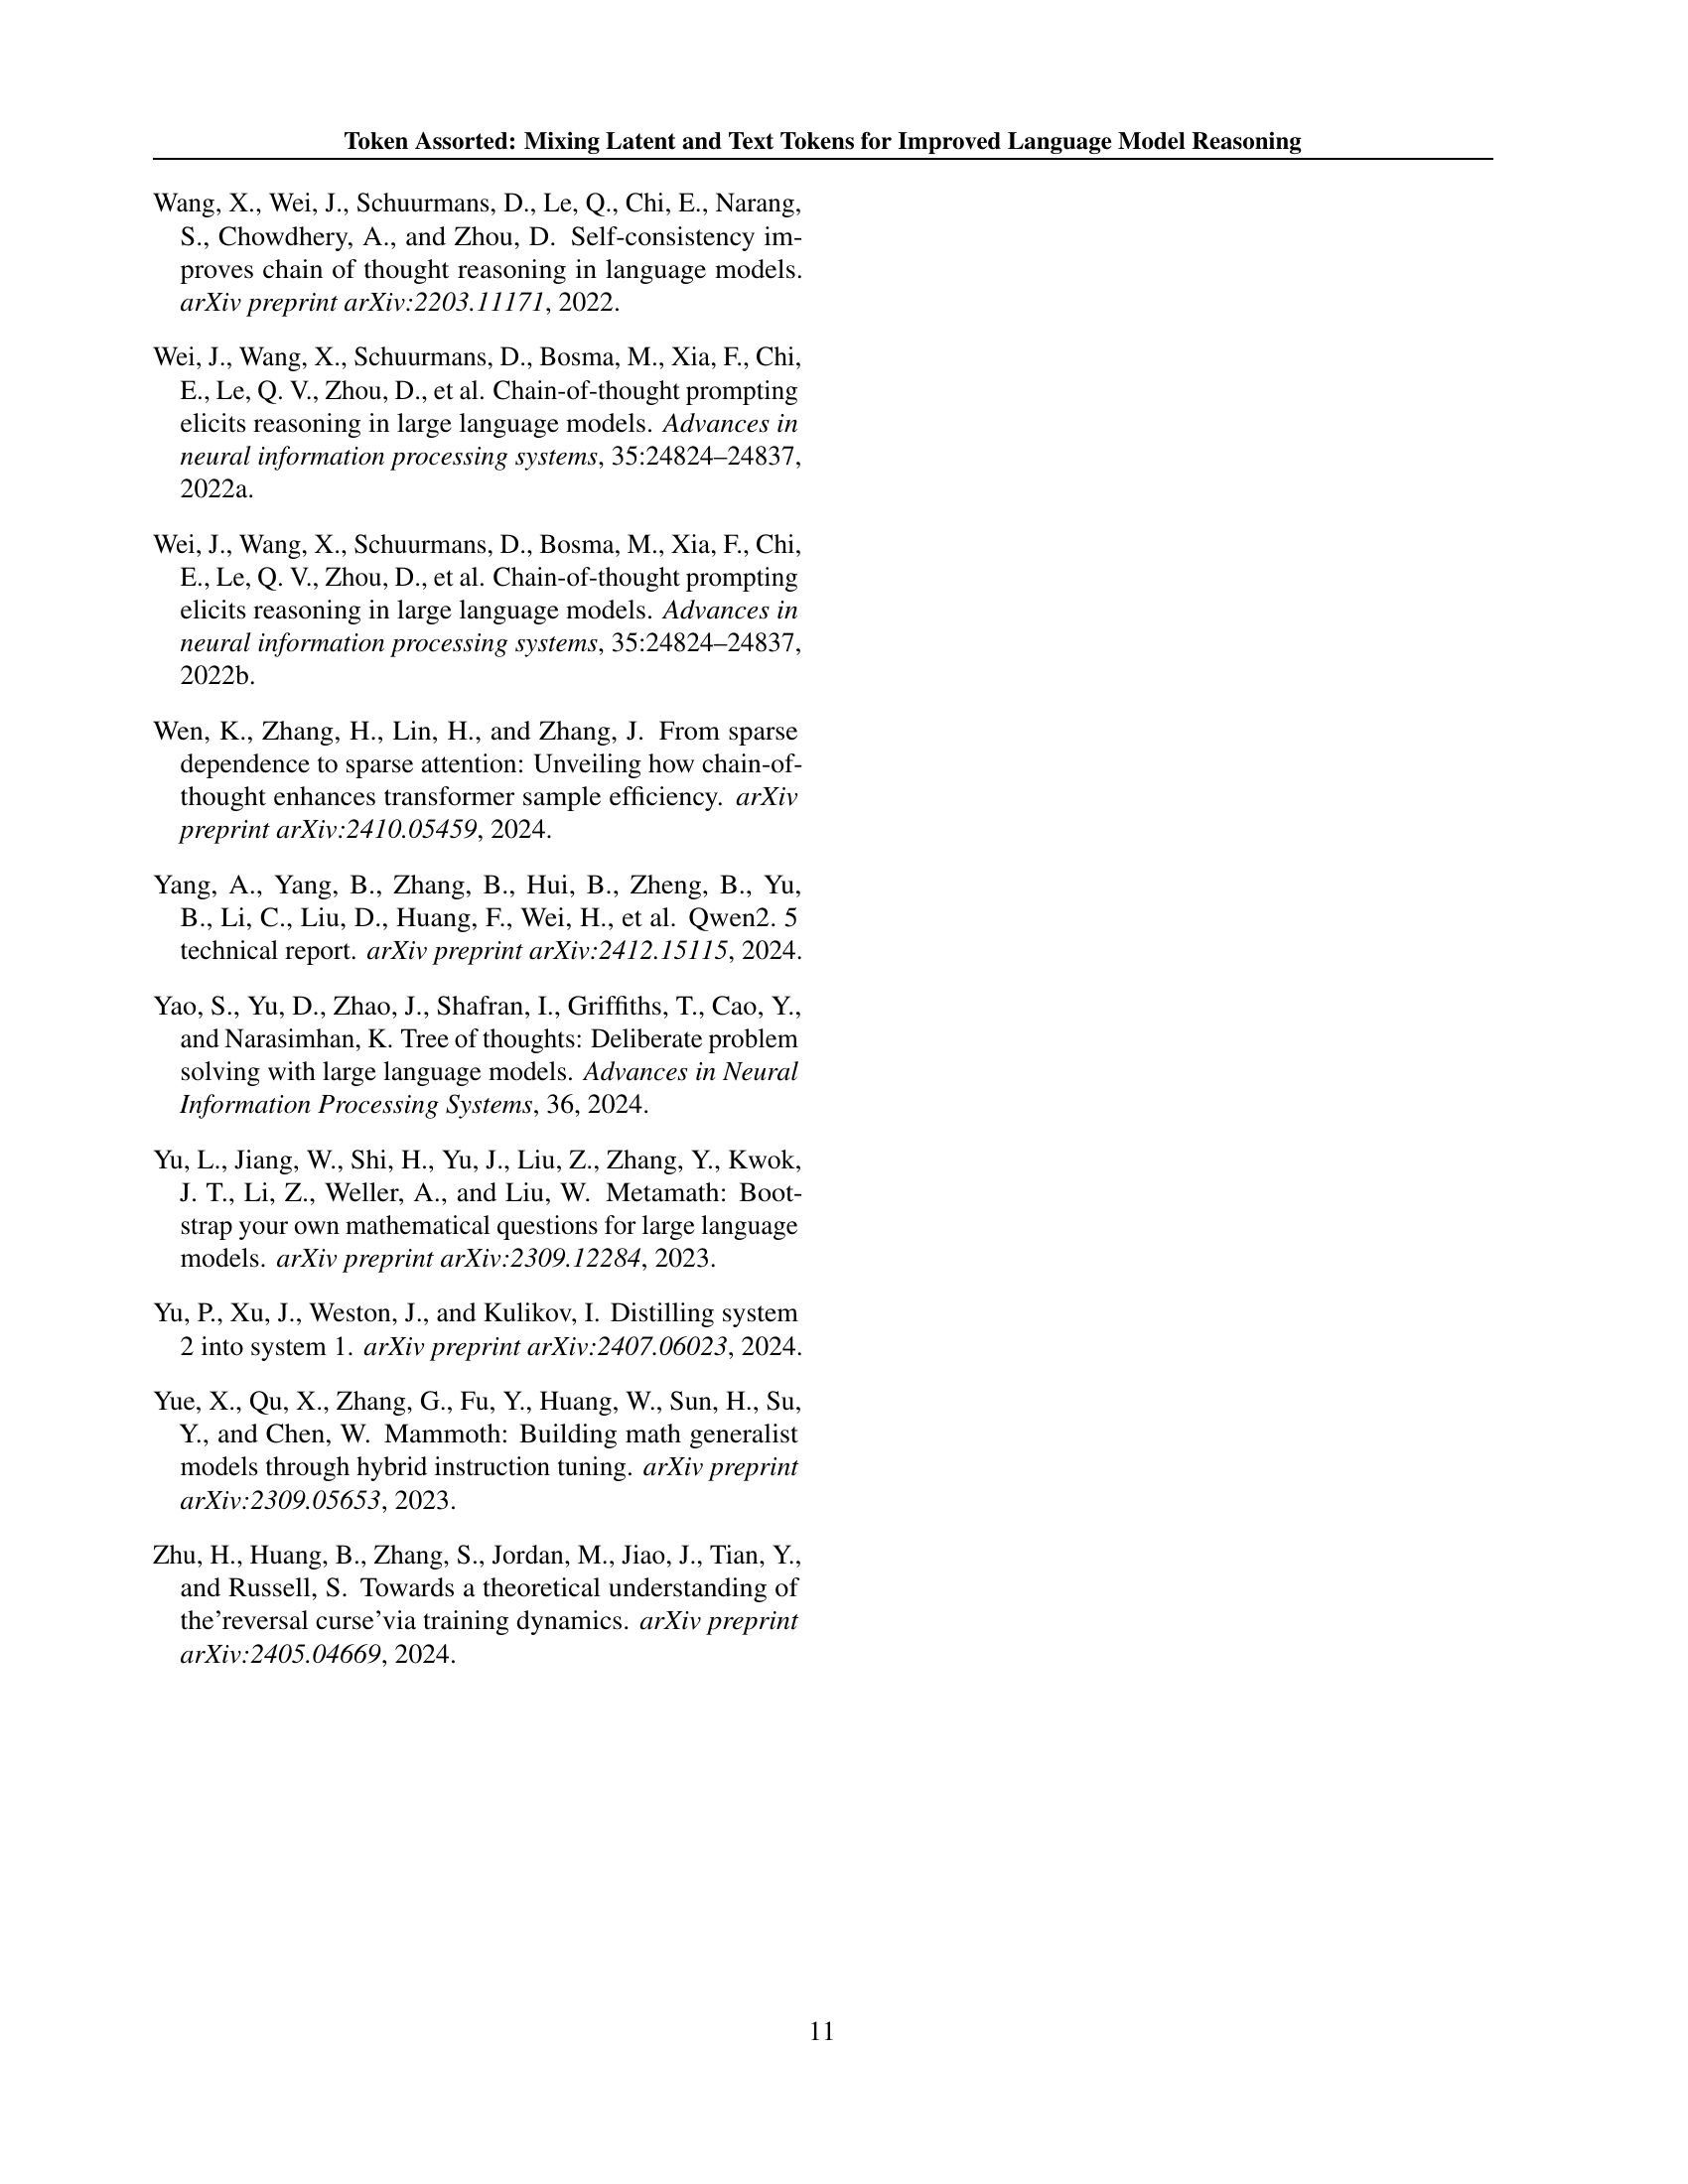 Token Assorted: Mixing Latent and Text Tokens for Improved Language Model Reasoning
Wang, X., Wei, J., Schuurmans, D., Le, Q., Chi, E., Narang,
S., Chowdhery, A., and Zhou, D. Self-consistency im-
proves chain of thought reasoning in language models.
arXiv preprint arXiv:2203.11171, 2022.
Wei, J., Wang, X., Schuurmans, D., Bosma, M., Xia, F., Chi,
E., Le, Q. V., Zhou, D., et al. Chain-of-thought prompting
elicits reasoning in large language models. Advances in
neural information processing systems, 35:24824–24837,
2022a.
Wei, J., Wang, X., Schuurmans, D., Bosma, M., Xia, F., Chi,
E., Le, Q. V., Zhou, D., et al. Chain-of-thought prompting
elicits reasoning in large language models. Advances in
neural information processing systems, 35:24824–24837,
2022b.
Wen, K., Zhang, H., Lin, H., and Zhang, J. From sparse
dependence to sparse attention: Unveiling how chain-of-
thought enhances transformer sample efficiency. arXiv
preprint arXiv:2410.05459, 2024.
Yang, A., Yang, B., Zhang, B., Hui, B., Zheng, B., Yu,
B., Li, C., Liu, D., Huang, F., Wei, H., et al. Qwen2. 5
technical report. arXiv preprint arXiv:2412.15115, 2024.
Yao, S., Yu, D., Zhao, J., Shafran, I., Griffiths, T., Cao, Y.,
and Narasimhan, K. Tree of thoughts: Deliberate problem
solving with large language models. Advances in Neural
Information Processing Systems, 36, 2024.
Yu, L., Jiang, W., Shi, H., Yu, J., Liu, Z., Zhang, Y., Kwok,
J. T., Li, Z., Weller, A., and Liu, W. Metamath: Boot-
strap your own mathematical questions for large language
models. arXiv preprint arXiv:2309.12284, 2023.
Yu, P., Xu, J., Weston, J., and Kulikov, I. Distilling system
2 into system 1. arXiv preprint arXiv:2407.06023, 2024.
Yue, X., Qu, X., Zhang, G., Fu, Y., Huang, W., Sun, H., Su,
Y., and Chen, W. Mammoth: Building math generalist
models through hybrid instruction tuning. arXiv preprint
arXiv:2309.05653, 2023.
Zhu, H., Huang, B., Zhang, S., Jordan, M., Jiao, J., Tian, Y.,
and Russell, S. Towards a theoretical understanding of
the’reversal curse’via training dynamics. arXiv preprint
arXiv:2405.04669, 2024.
11